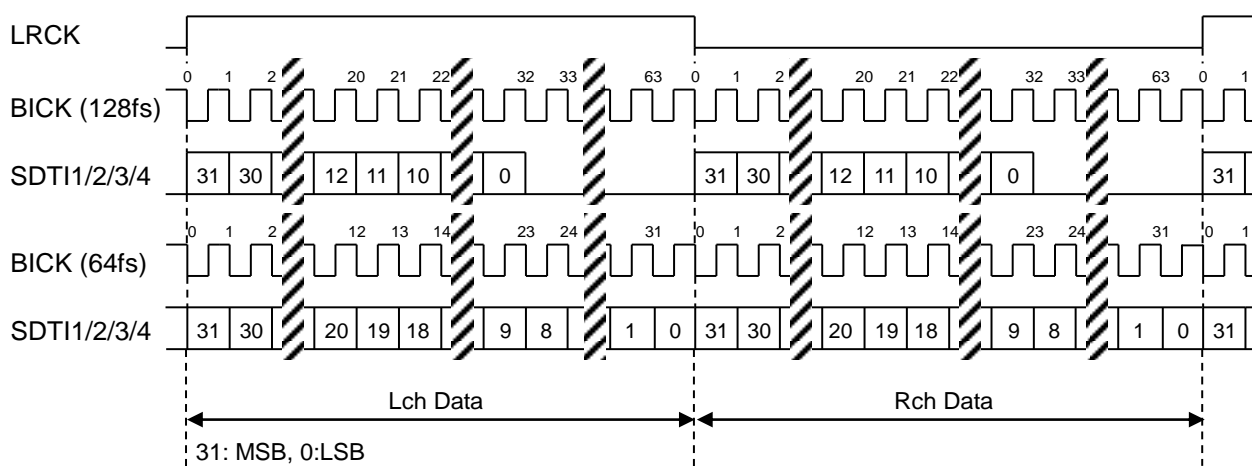 LRCK
0 1 2 20 21 22 32 33 63 0 1 2 20 21 22 32 33 63 0 1
BICK (128fs)
SDTI1/2/3/4 31 30 12 11 10 0 31 30 12 11 10 0 31
0 1 2 12 13 14 23 24 31 0 1 2 12 13 14 23 24 31 0 1
BICK (64fs)
SDTI1/2/3/4 31 30 20 19 18 9 8 1 0 31 30 20 19 18 9 8 1 0 31
Lch Data Rch Data
31: MSB, 0:LSB